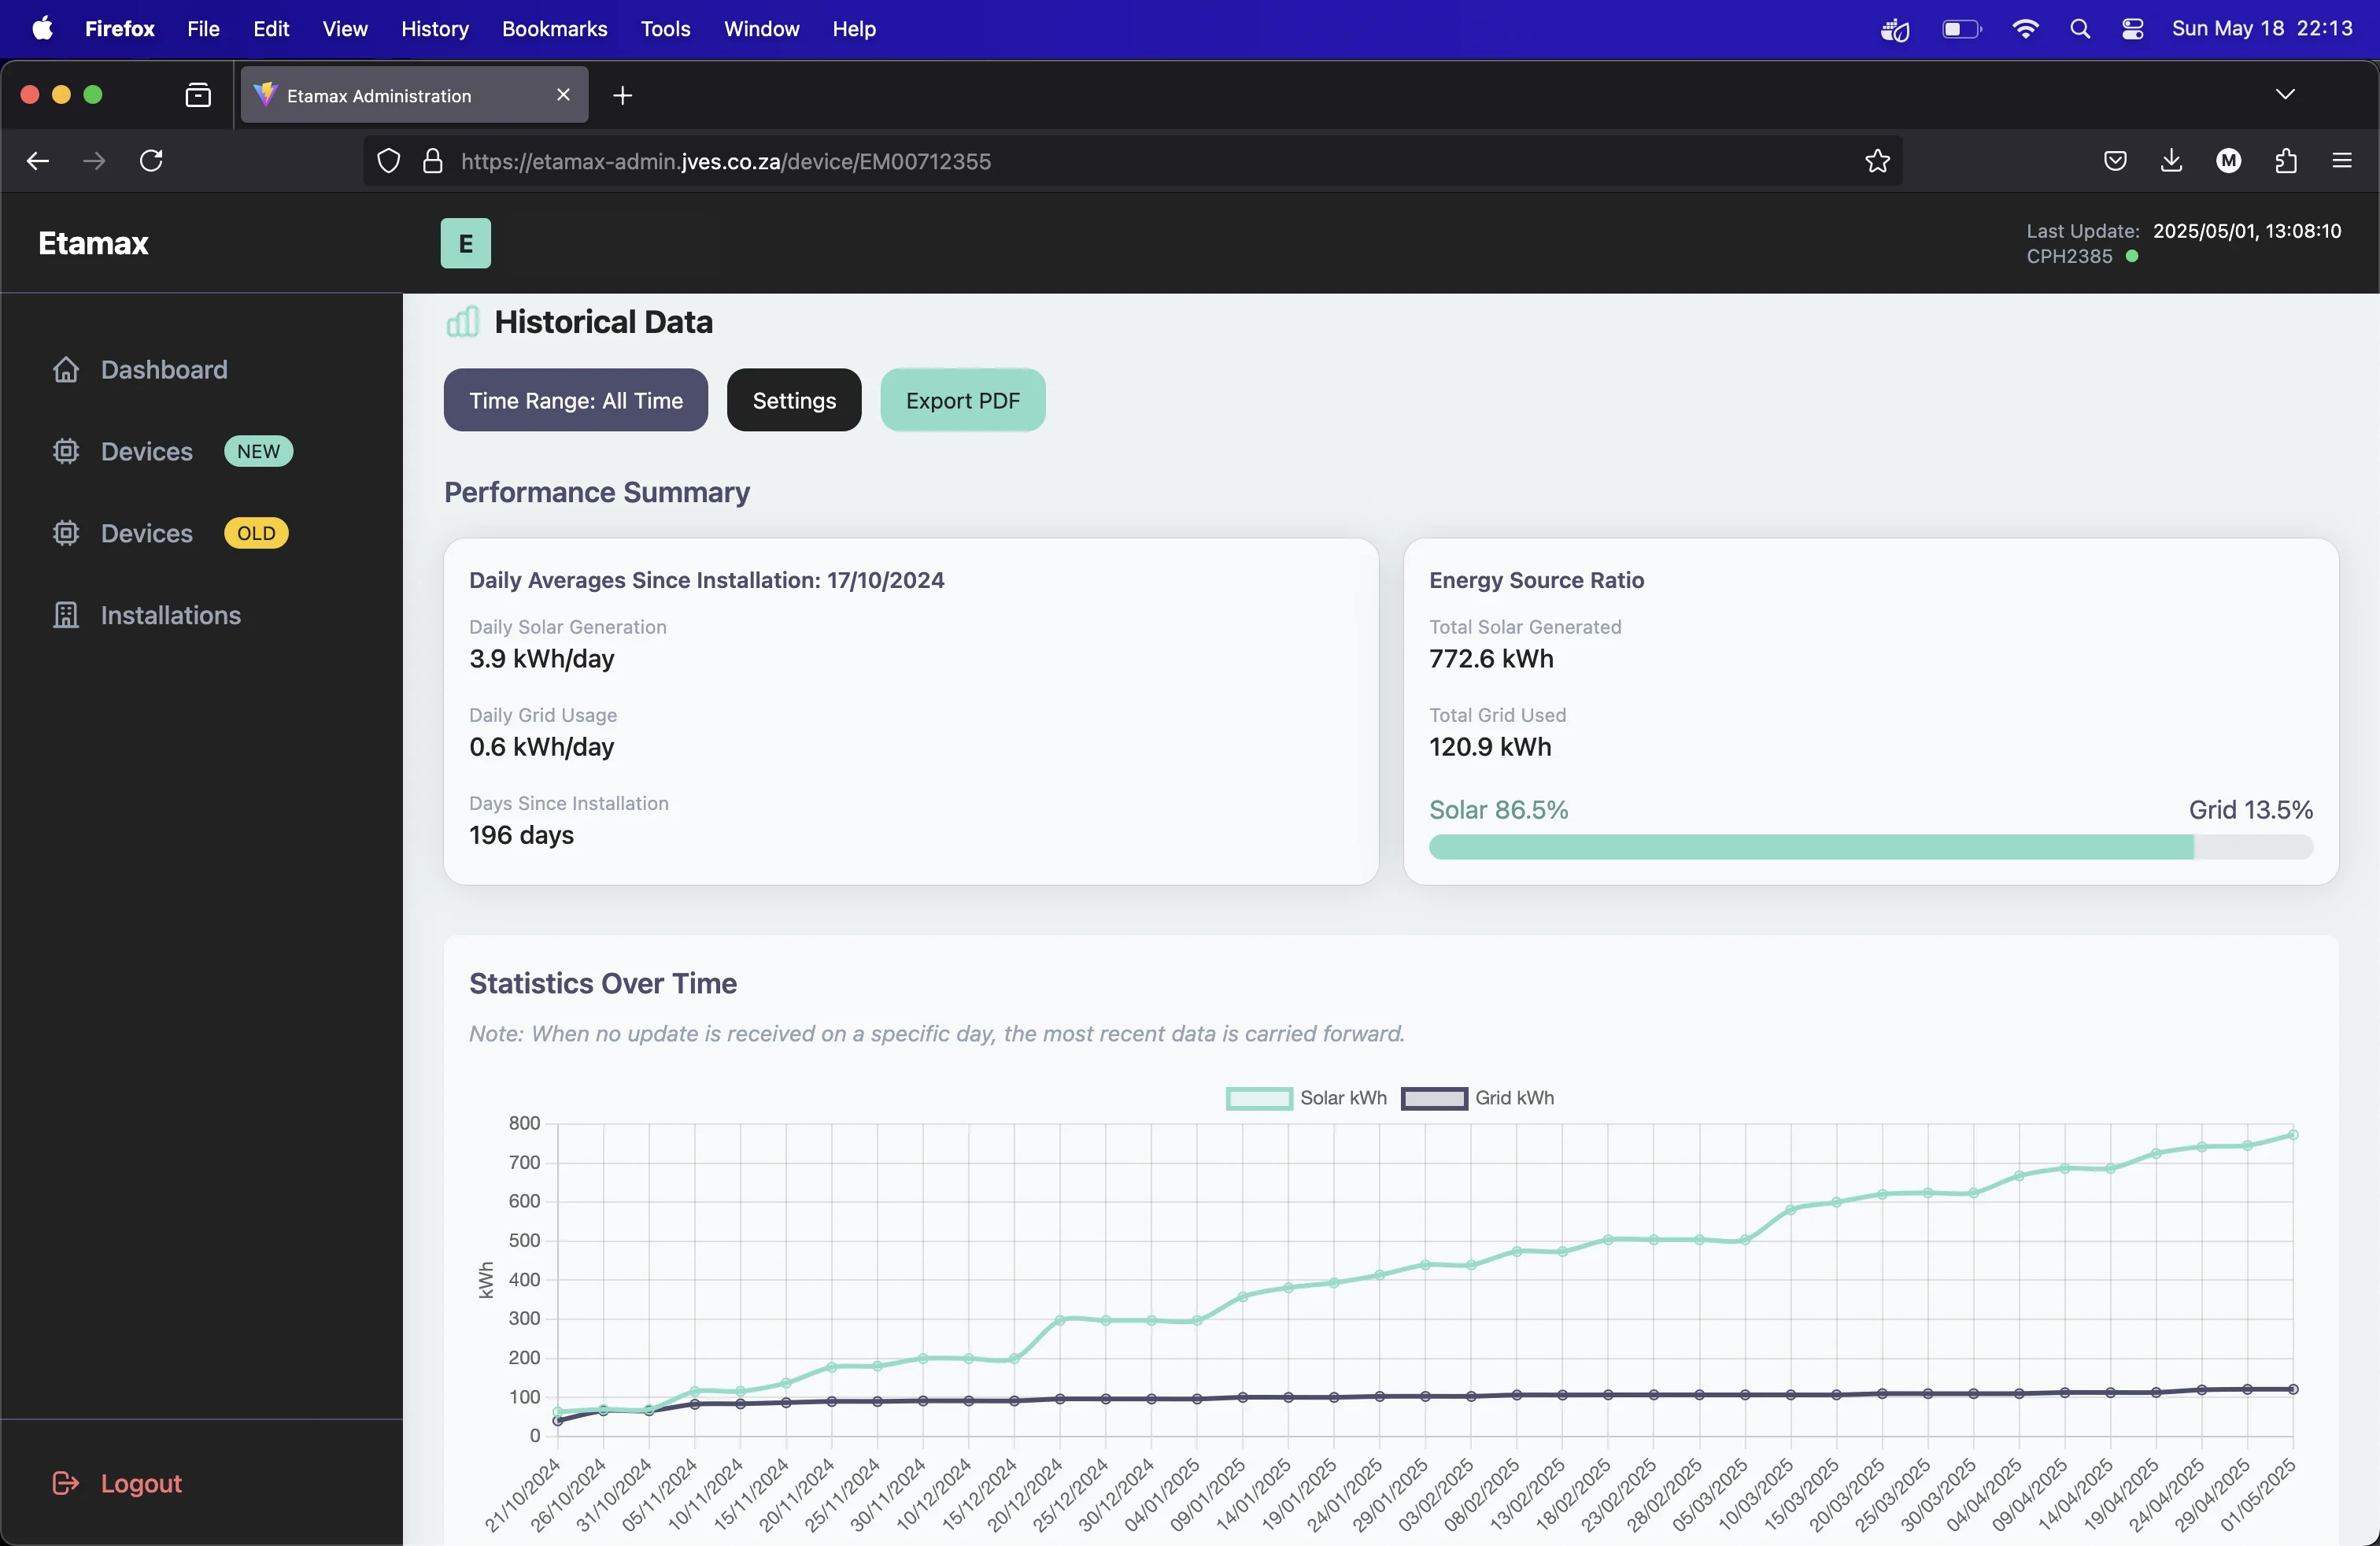 Firefox File Edit View History Bookmarks Tools Window Help
Sun May 18 22:13
Etamax Administration
https://etamax-admin.jves.co.za/device/EM00712355
M
Etamax
E
Last Update: 2025/05/01, 13:08:10
CPH2385
Dashboard
Devices NEW
Devices OLD
Installations
Logout
Historical Data
Time Range: All Time
Settings
Export PDF
Performance Summary
Daily Averages Since Installation: 17/10/2024
Daily Solar Generation
3.9 kWh/day
Daily Grid Usage
0.6 kWh/day
Days Since Installation
196 days
Energy Source Ratio
Total Solar Generated
772.6 kWh
Total Grid Used
120.9 kWh
Solar 86.5%
Grid 13.5%
Statistics Over Time
Note: When no update is received on a specific day, the most recent data is carried forward.
Solar kWh
Grid kWh
kWh
800
700
600
500
400
300
200
100
0
21/10/2024
26/10/2024
31/10/2024
05/11/2024
10/11/2024
15/11/2024
20/11/2024
25/11/2024
30/11/2024
10/12/2024
15/12/2024
20/12/2024
25/12/2024
30/12/2024
04/01/2025
09/01/2025
14/01/2025
19/01/2025
24/01/2025
29/01/2025
03/02/2025
08/02/2025
13/02/2025
18/02/2025
23/02/2025
28/02/2025
05/03/2025
10/03/2025
15/03/2025
20/03/2025
25/03/2025
30/03/2025
04/04/2025
09/04/2025
14/04/2025
19/04/2025
24/04/2025
29/04/2025
01/05/2025